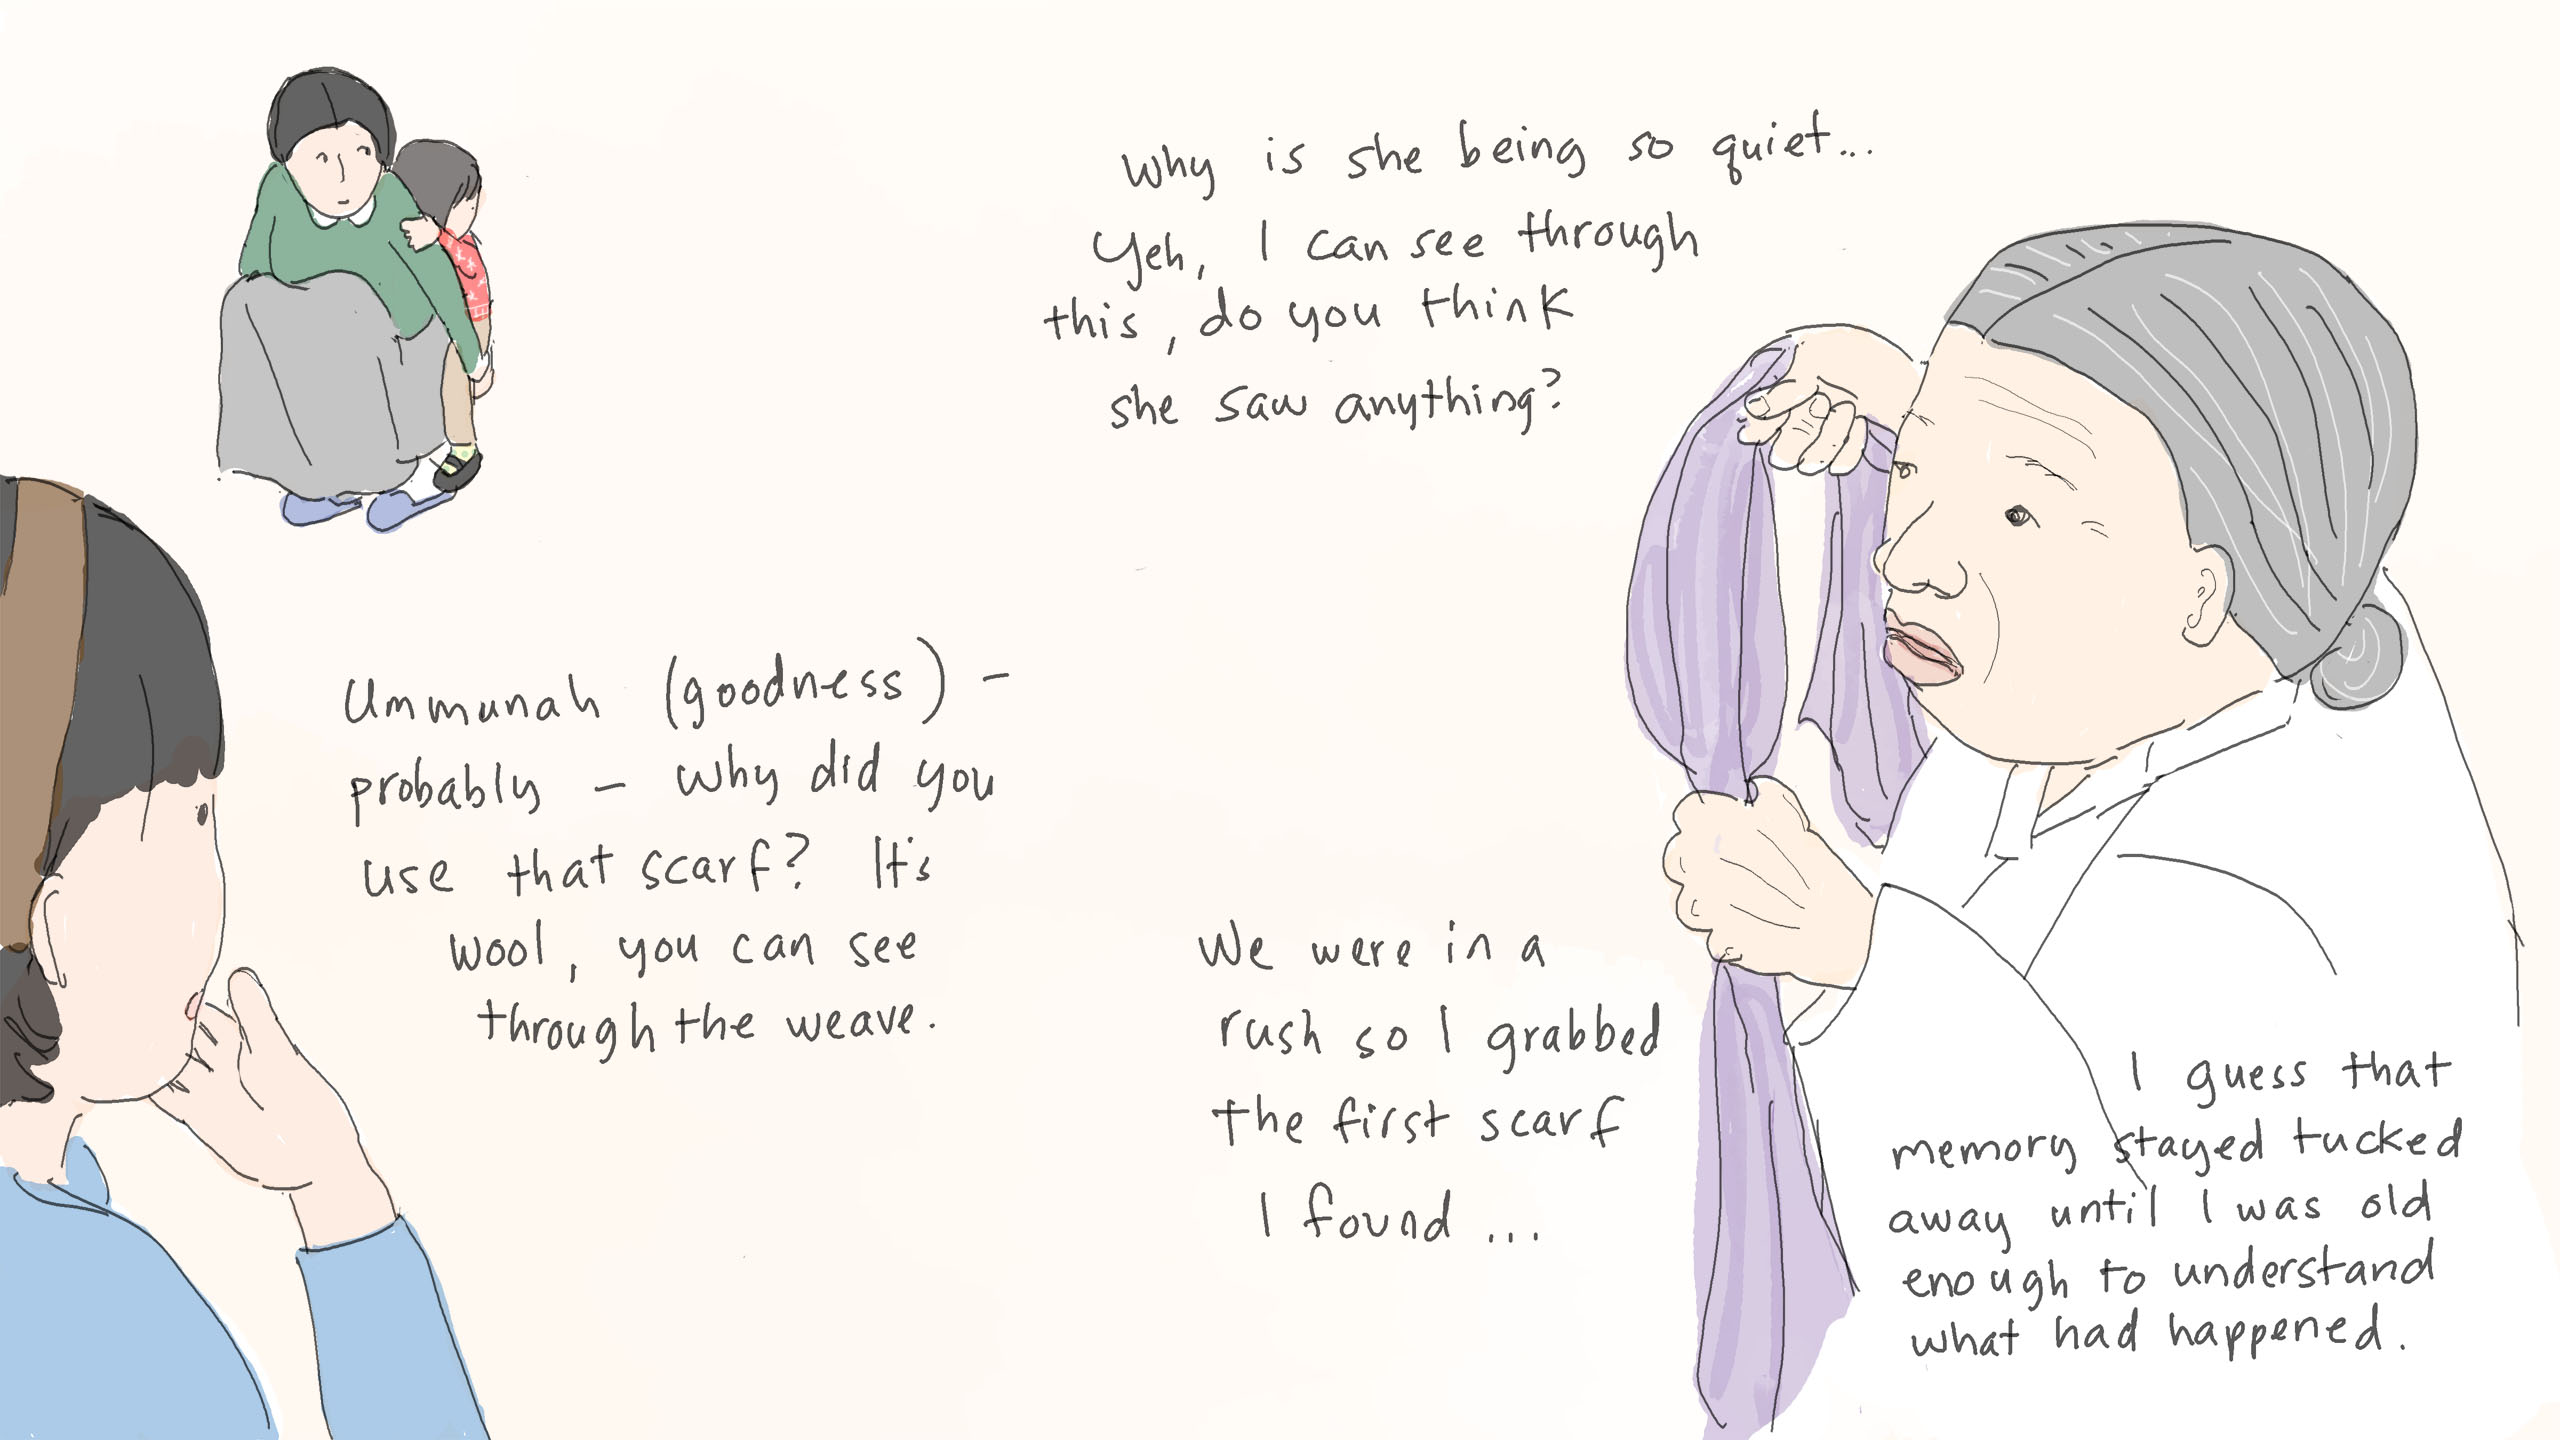 Why is she being so quiet...
Yeh, I can see through
this, do you think
she saw anything?
Ummunah (goodness) -
probably - why did you
use that scarf? It's
wool, you can see
through the weave.
We were in a
rush so I grabbed
the first scarf
I found ...
I guess that
memory stayed tucked
away until I was old
enough to understand
what had happened.